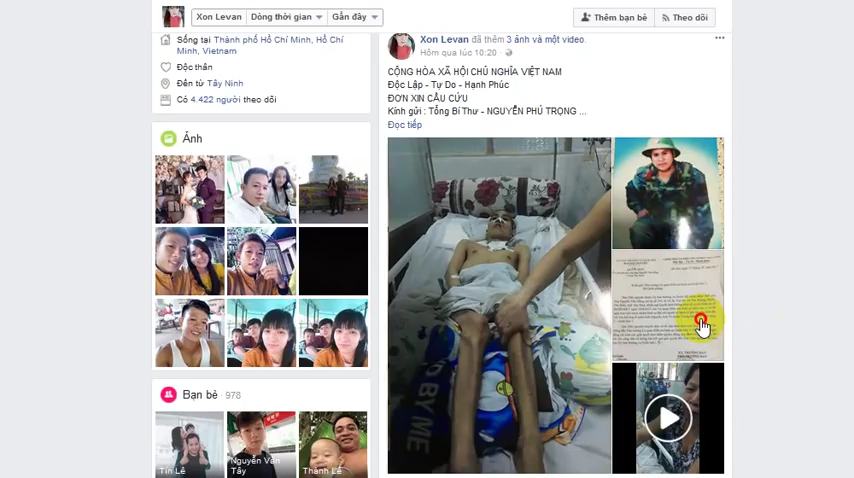 Xon Levan
Dòng thời gian
Gần đây
Thêm bạn bè
Theo dõi
Sống tại Thành phố Hồ Chí Minh, Hồ Chí
Minh, Vietnam
Độc thân
Đến từ Tây Ninh
Có 4.422 người theo dõi
Ảnh
Bạn bè · 978
Tín Lê
Nguyễn Văn
Tây
Thành Lê
Xon Levan đã thêm 3 ảnh và một video.
Hôm qua lúc 10:20 ·
CỘNG HÒA XÃ HỘI CHỦ NGHĨA VIỆT NAM
Độc Lập - Tự Do - Hạnh Phúc
ĐƠN XIN CẦU CỨU
Kính gửi : Tổng Bí Thư - NGUYỄN PHÚ TRỌNG ...
Đọc tiếp
BY ME